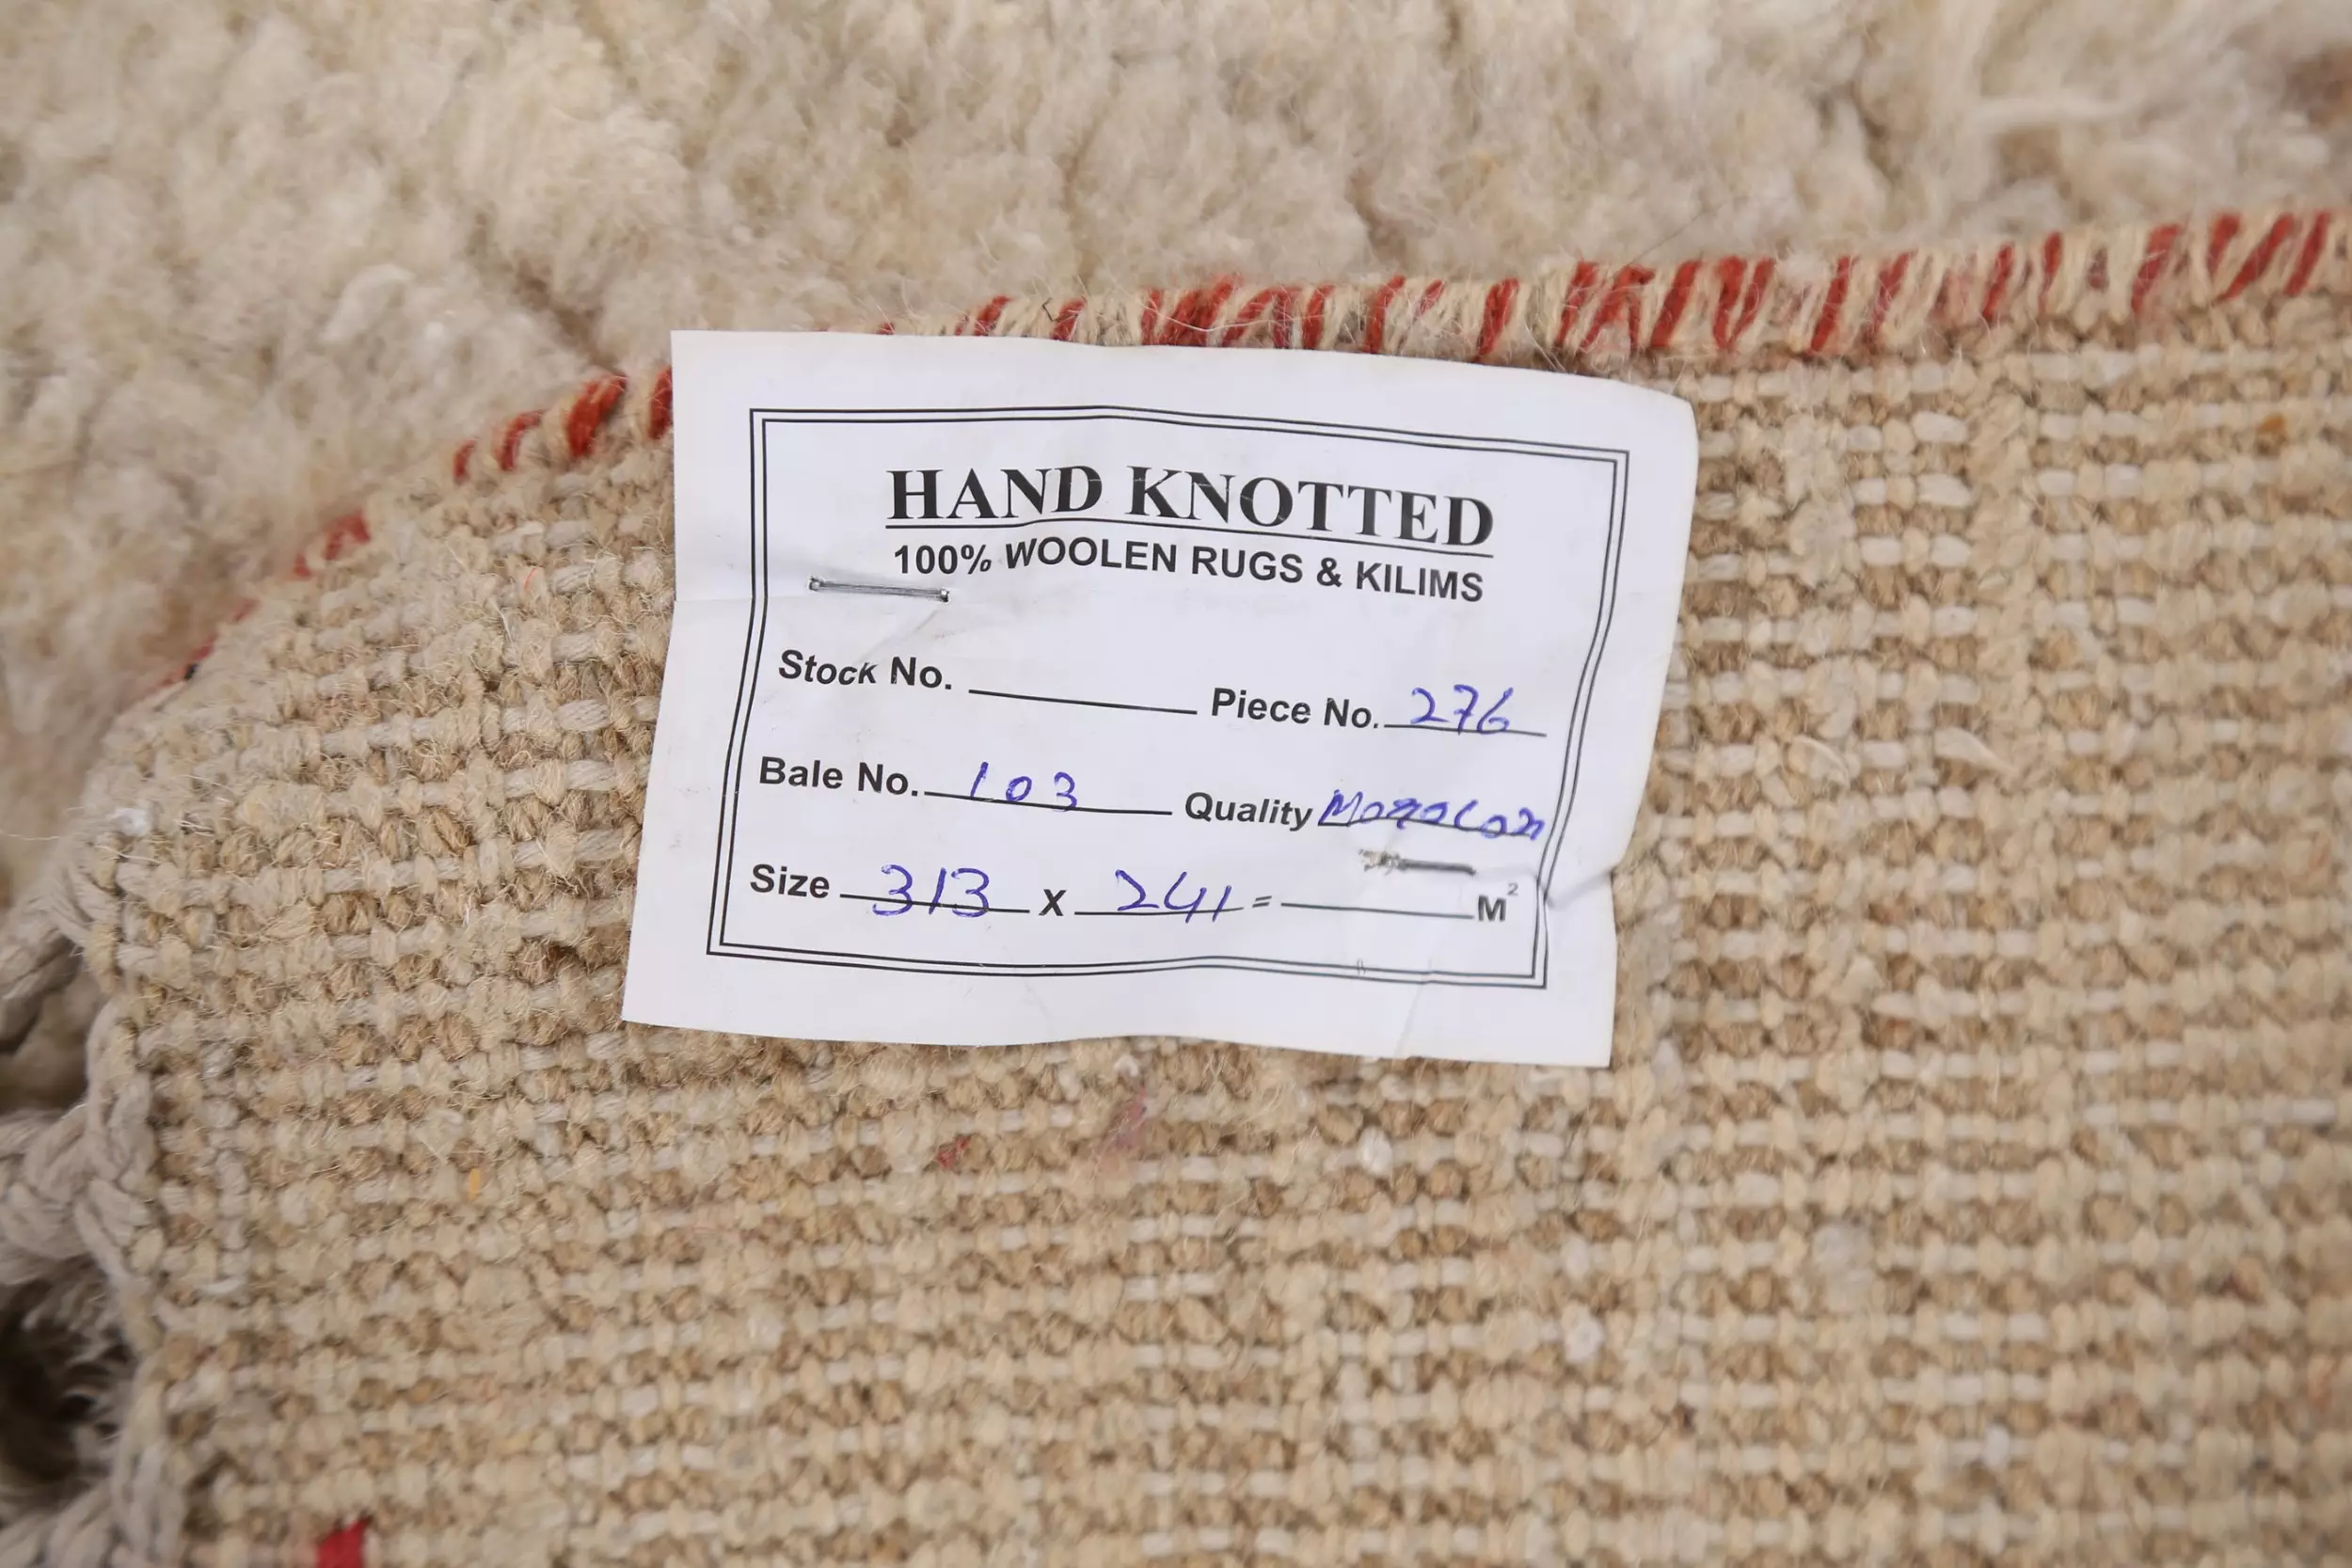 HAND KNOTTED
100% WOOLEN RUGS & KILIMS
Stock No. Piece No. 276
Bale No. 103 Quality Morocon
Size 313 x 241 = M²